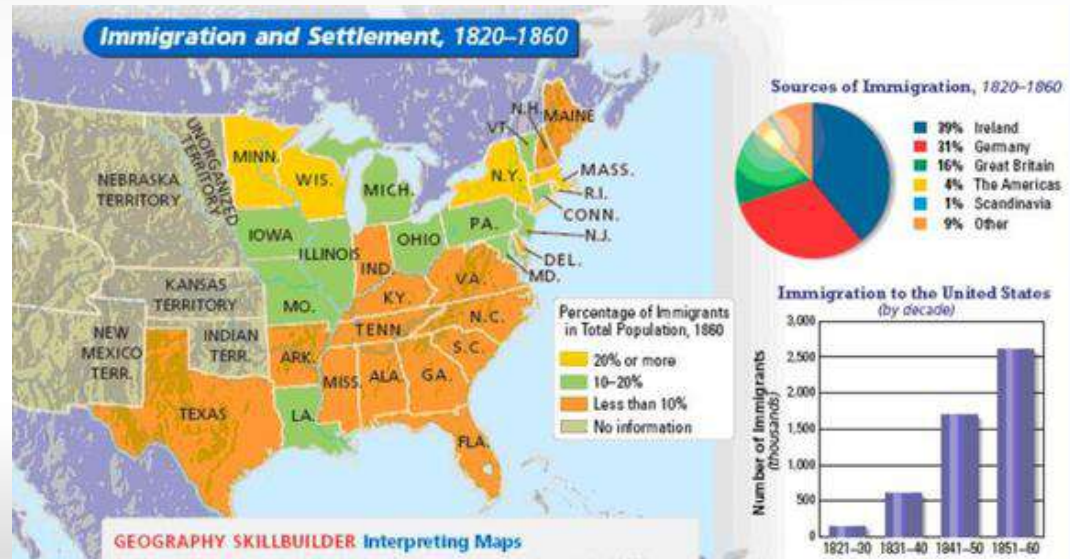 Immigration and Settlement, 1820–1860
UNORGANIZED
TERRITORY
NEBRASKA
TERRITORY
KANSAS
TERRITORY
NEW
MEXICO
TERR.
INDIAN
TERR.
MINN.
WIS.
MICH.
IOWA
ILLINOIS
IND.
OHIO
MO.
KY.
TENN.
ARK.
MISS.
ALA.
GA.
TEXAS
LA.
FLA.
S.C.
N.C.
VA.
PA.
N.Y.
VT.
N.H.
MAINE
MASS.
R.I.
CONN.
N.J.
DEL.
MD.
Percentage of Immigrants
in Total Population, 1860
20% or more
10–20%
Less than 10%
No information
GEOGRAPHY SKILLBUILDER Interpreting Maps
Sources of Immigration, 1820–1860
39% Ireland
31% Germany
16% Great Britain
4% The Americas
1% Scandinavia
9% Other
Immigration to the United States
(by decade)
Number of Immigrants
(thousands)
3,000
2,500
2,000
1,500
1,000
500
0
1821–30 1831–40 1841–50 1851–60